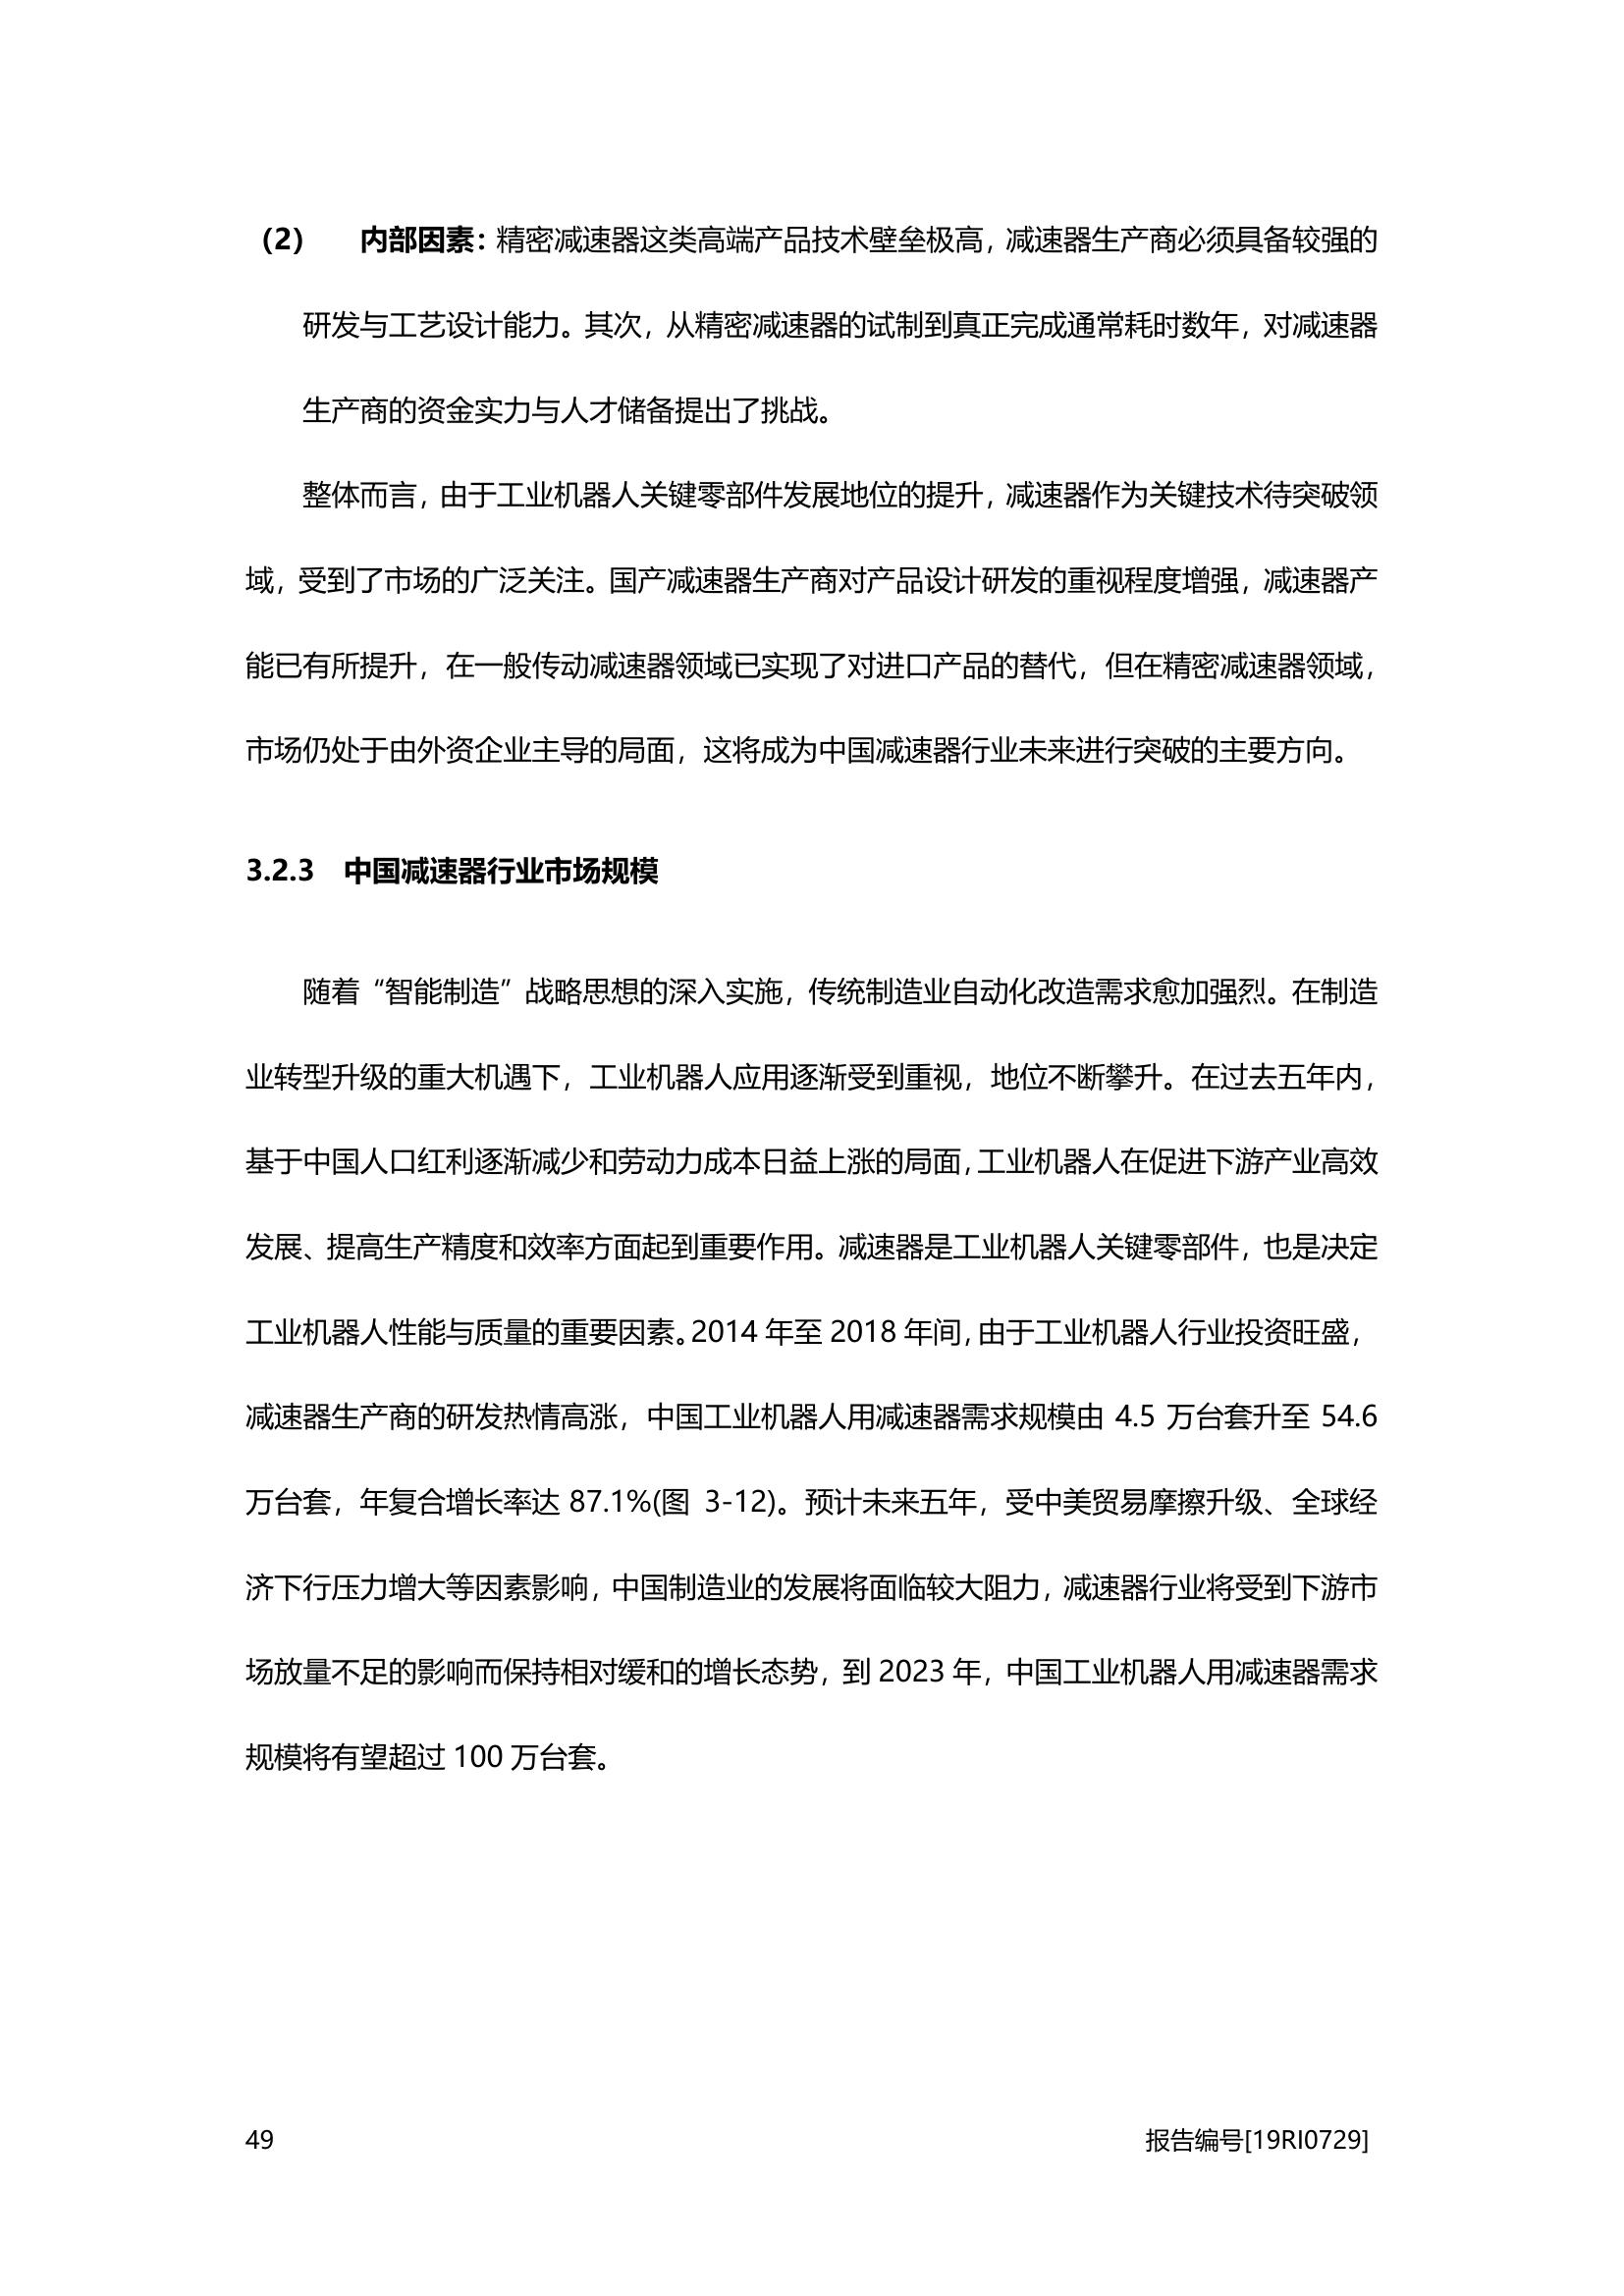 （2） 内部因素：精密减速器这类高端产品技术壁垒极高，减速器生产商必须具备较强的
研发与工艺设计能力。其次，从精密减速器的试制到真正完成通常耗时数年，对减速器
生产商的资金实力与人才储备提出了挑战。
整体而言，由于工业机器人关键零部件发展地位的提升，减速器作为关键技术待突破领
域，受到了市场的广泛关注。国产减速器生产商对产品设计研发的重视程度增强，减速器产
能已有所提升，在一般传动减速器领域已实现了对进口产品的替代，但在精密减速器领域，
市场仍处于由外资企业主导的局面，这将成为中国减速器行业未来进行突破的主要方向。
3.2.3 中国减速器行业市场规模
随着“智能制造”战略思想的深入实施，传统制造业自动化改造需求愈加强烈。在制造
业转型升级的重大机遇下，工业机器人应用逐渐受到重视，地位不断攀升。在过去五年内，
基于中国人口红利逐渐减少和劳动力成本日益上涨的局面，工业机器人在促进下游产业高效
发展、提高生产精度和效率方面起到重要作用。减速器是工业机器人关键零部件，也是决定
工业机器人性能与质量的重要因素。2014 年至 2018 年间，由于工业机器人行业投资旺盛，
减速器生产商的研发热情高涨，中国工业机器人用减速器需求规模由 4.5 万台套升至 54.6
万台套，年复合增长率达 87.1%(图 3-12)。预计未来五年，受中美贸易摩擦升级、全球经
济下行压力增大等因素影响，中国制造业的发展将面临较大阻力，减速器行业将受到下游市
场放量不足的影响而保持相对缓和的增长态势，到 2023 年，中国工业机器人用减速器需求
规模将有望超过 100 万台套。
49 报告编号[19RI0729]